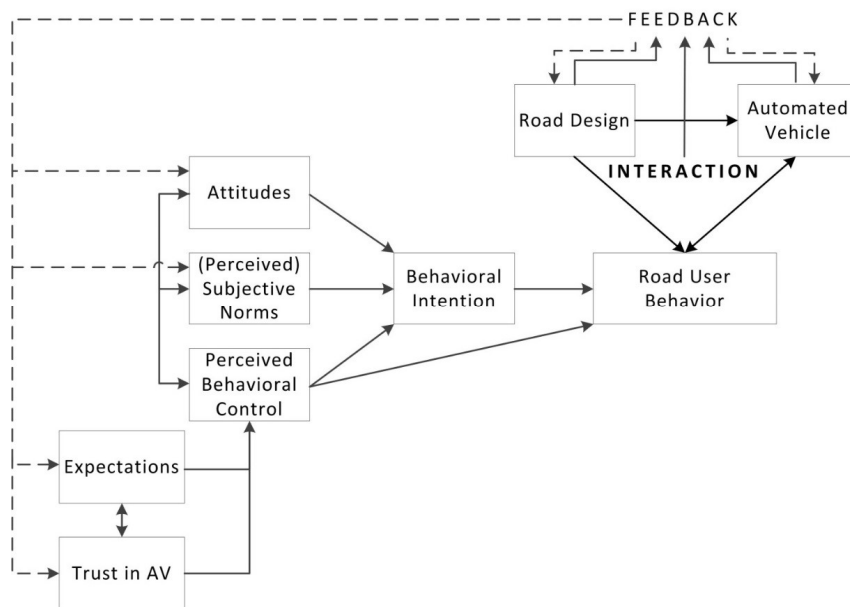 FEEDBACK
Road Design
Automated
Vehicle
INTERACTION
Attitudes
(Perceived)
Subjective
Norms
Behavioral
Intention
Road User
Behavior
Perceived
Behavioral
Control
Expectations
Trust in AV